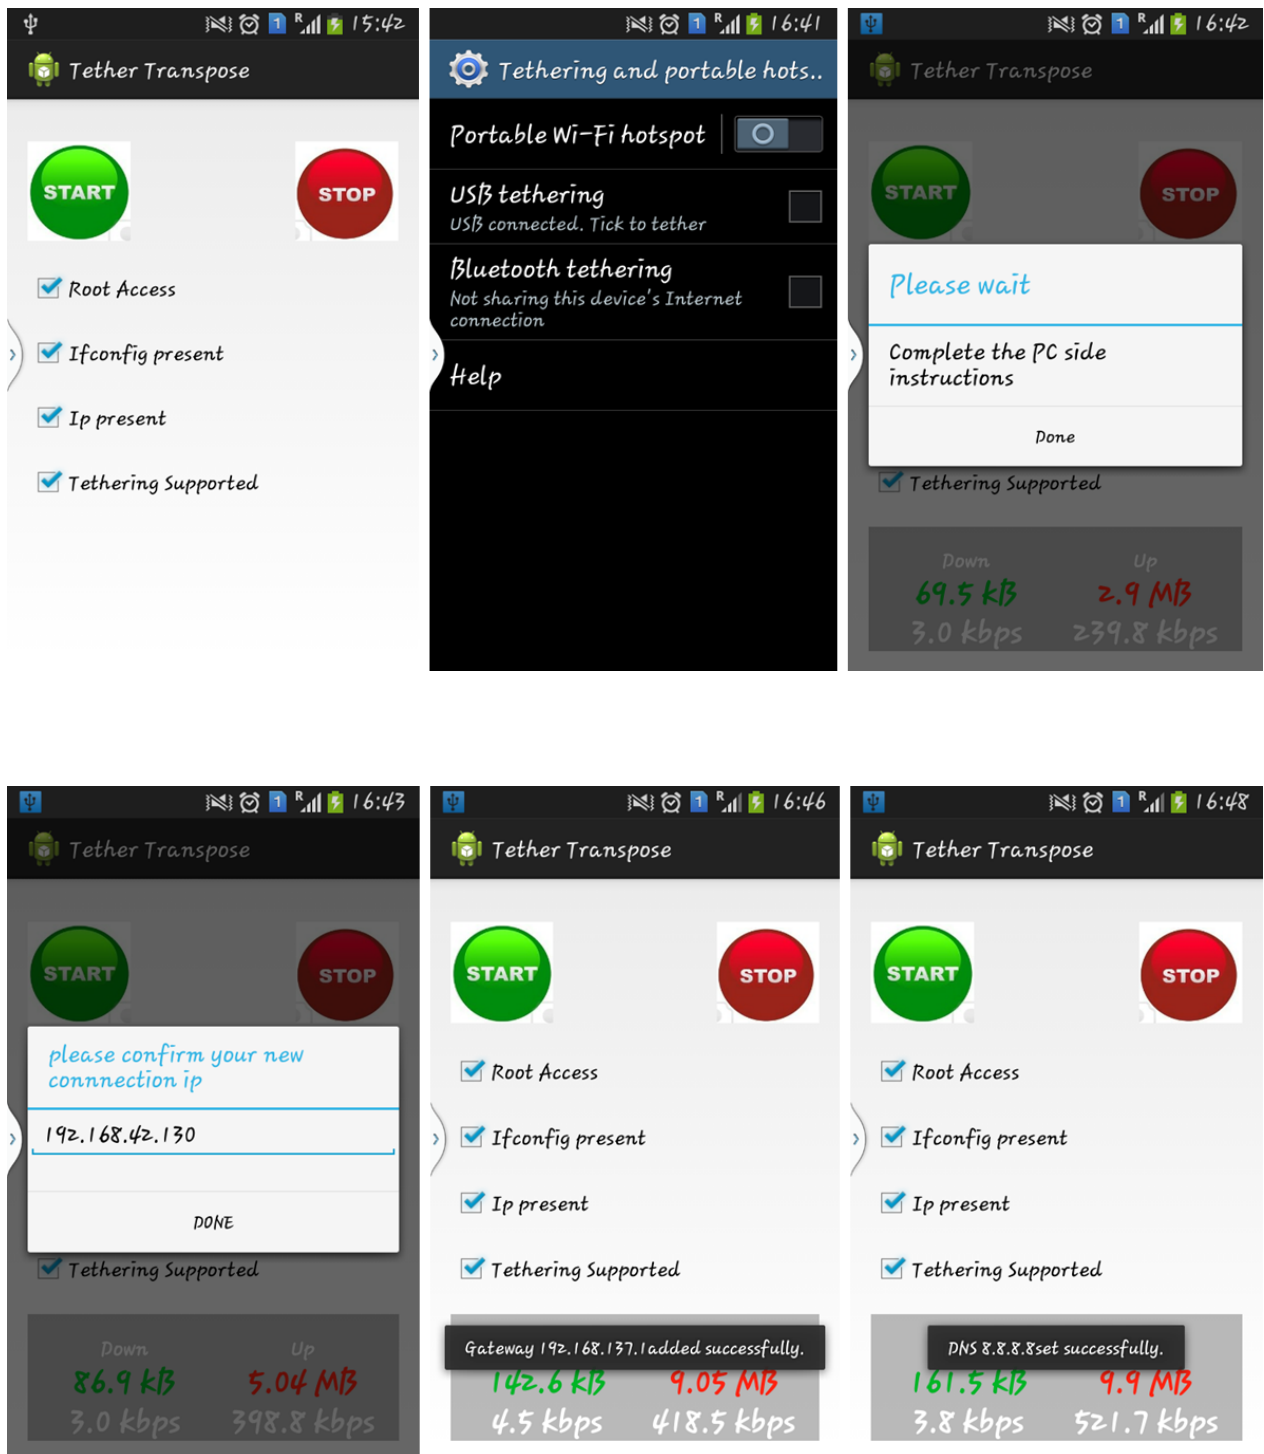 1 R 15:42
Tether Transpose
START
STOP
Root Access
Ifconfig present
Ip present
Tethering Supported
1 R 16:41
Tethering and portable hots..
Portable Wi-Fi hotspot
USB tethering
USB connected. Tick to tether
Bluetooth tethering
Not sharing this device's Internet
connection
Help
1 R 16:42
Tether Transpose
START
STOP
Please wait
Complete the PC side
instructions
Done
Tethering Supported
Down Up
69.5 kB 2.9 MB
3.0 kbps 239.8 kbps
1 R 16:43
Tether Transpose
START
STOP
please confirm your new
connnection ip
192.168.42.130
DONE
Tethering Supported
Down Up
86.9 kB 5.04 MB
3.0 kbps 398.8 kbps
1 R 16:46
Tether Transpose
START
STOP
Root Access
Ifconfig present
Ip present
Tethering Supported
Gateway 192.168.137.1added successfully.
142.6 kB 9.05 MB
4.5 kbps 418.5 kbps
1 R 16:48
Tether Transpose
START
STOP
Root Access
Ifconfig present
Ip present
Tethering Supported
DNS 8.8.8.8set successfully.
161.5 kB 9.9 MB
3.8 kbps 521.7 kbps